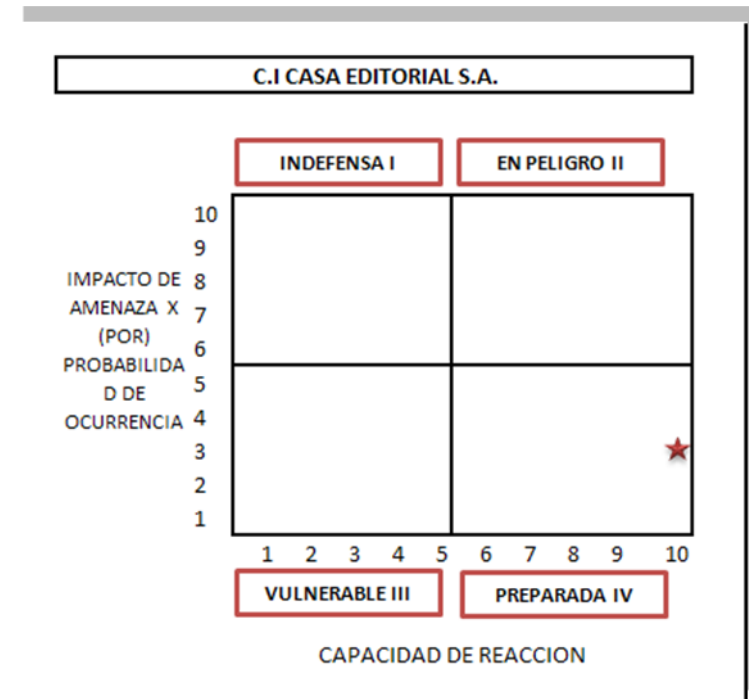 C.I CASA EDITORIAL S.A.
INDEFENSA I
EN PELIGRO II
10
9
IMPACTO DE 8
AMENAZA X 7
(POR)
6
PROBABILIDA
D DE 5
OCURRENCIA 4
3
2
1
1 2 3 4 5 6 7 8 9 10
VULNERABLE III
PREPARADA IV
CAPACIDAD DE REACCION